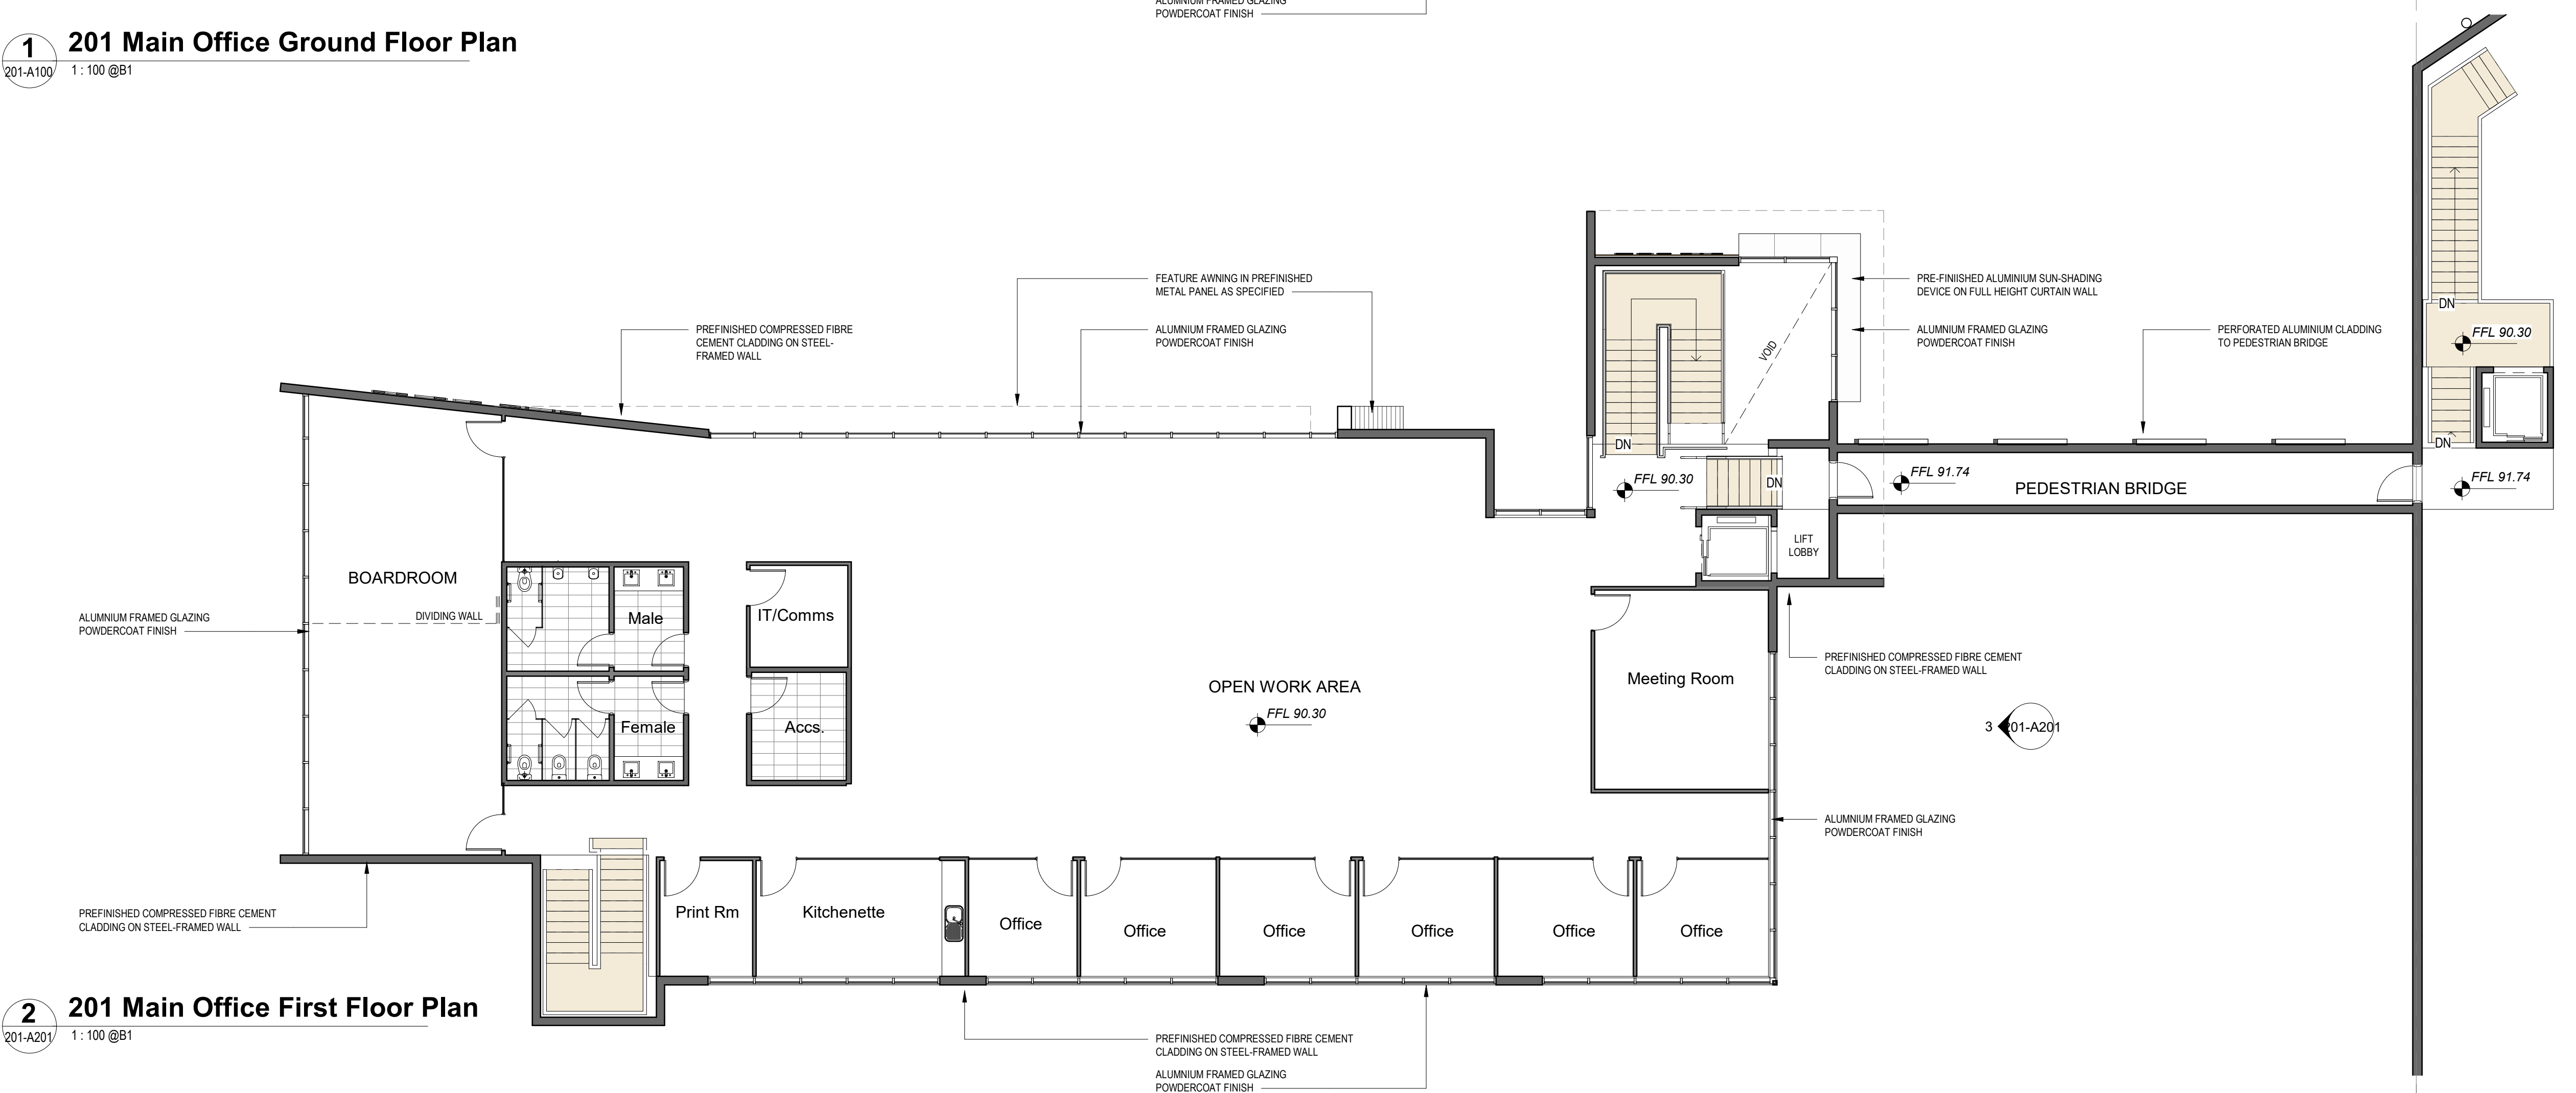 ALUMNIUM FRAMED GLAZING
POWDERCOAT FINISH
1
201-A100
201 Main Office Ground Floor Plan
1 : 100 @B1
FEATURE AWNING IN PREFINISHED
METAL PANEL AS SPECIFIED
PREFINISHED COMPRESSED FIBRE
CEMENT CLADDING ON STEEL-
FRAMED WALL
ALUMNIUM FRAMED GLAZING
POWDERCOAT FINISH
PRE-FINIISHED ALUMINIUM SUN-SHADING
DEVICE ON FULL HEIGHT CURTAIN WALL
ALUMNIUM FRAMED GLAZING
POWDERCOAT FINISH
PERFORATED ALUMINIUM CLADDING
TO PEDESTRIAN BRIDGE
VOID
DN
FFL 90.30
DN
DN
FFL 90.30
DN
FFL 91.74
PEDESTRIAN BRIDGE
FFL 91.74
LIFT
LOBBY
BOARDROOM
DIVIDING WALL
ALUMNIUM FRAMED GLAZING
POWDERCOAT FINISH
Male
IT/Comms
Female
Accs.
OPEN WORK AREA
FFL 90.30
Meeting Room
PREFINISHED COMPRESSED FIBRE CEMENT
CLADDING ON STEEL-FRAMED WALL
3
201-A201
ALUMNIUM FRAMED GLAZING
POWDERCOAT FINISH
PREFINISHED COMPRESSED FIBRE CEMENT
CLADDING ON STEEL-FRAMED WALL
Print Rm
Kitchenette
Office
Office
Office
Office
Office
Office
2
201-A201
201 Main Office First Floor Plan
1 : 100 @B1
PREFINISHED COMPRESSED FIBRE CEMENT
CLADDING ON STEEL-FRAMED WALL
ALUMNIUM FRAMED GLAZING
POWDERCOAT FINISH